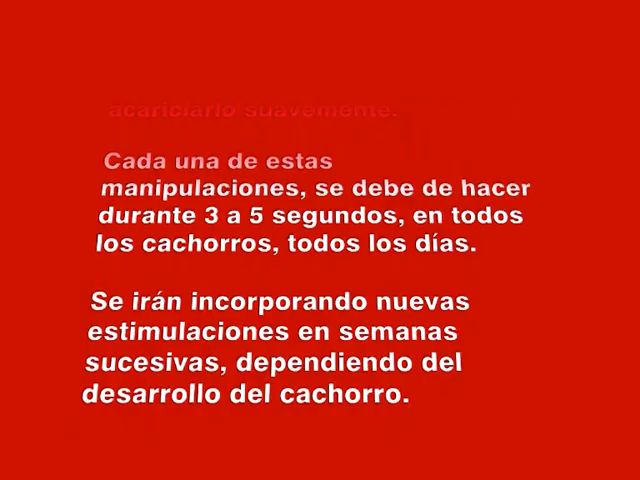 acariciarlo suavemente.
Cada una de estas
manipulaciones, se debe de hacer
durante 3 a 5 segundos, en todos
los cachorros, todos los días.
Se irán incorporando nuevas
estimulaciones en semanas
sucesivas, dependiendo del
desarrollo del cachorro.